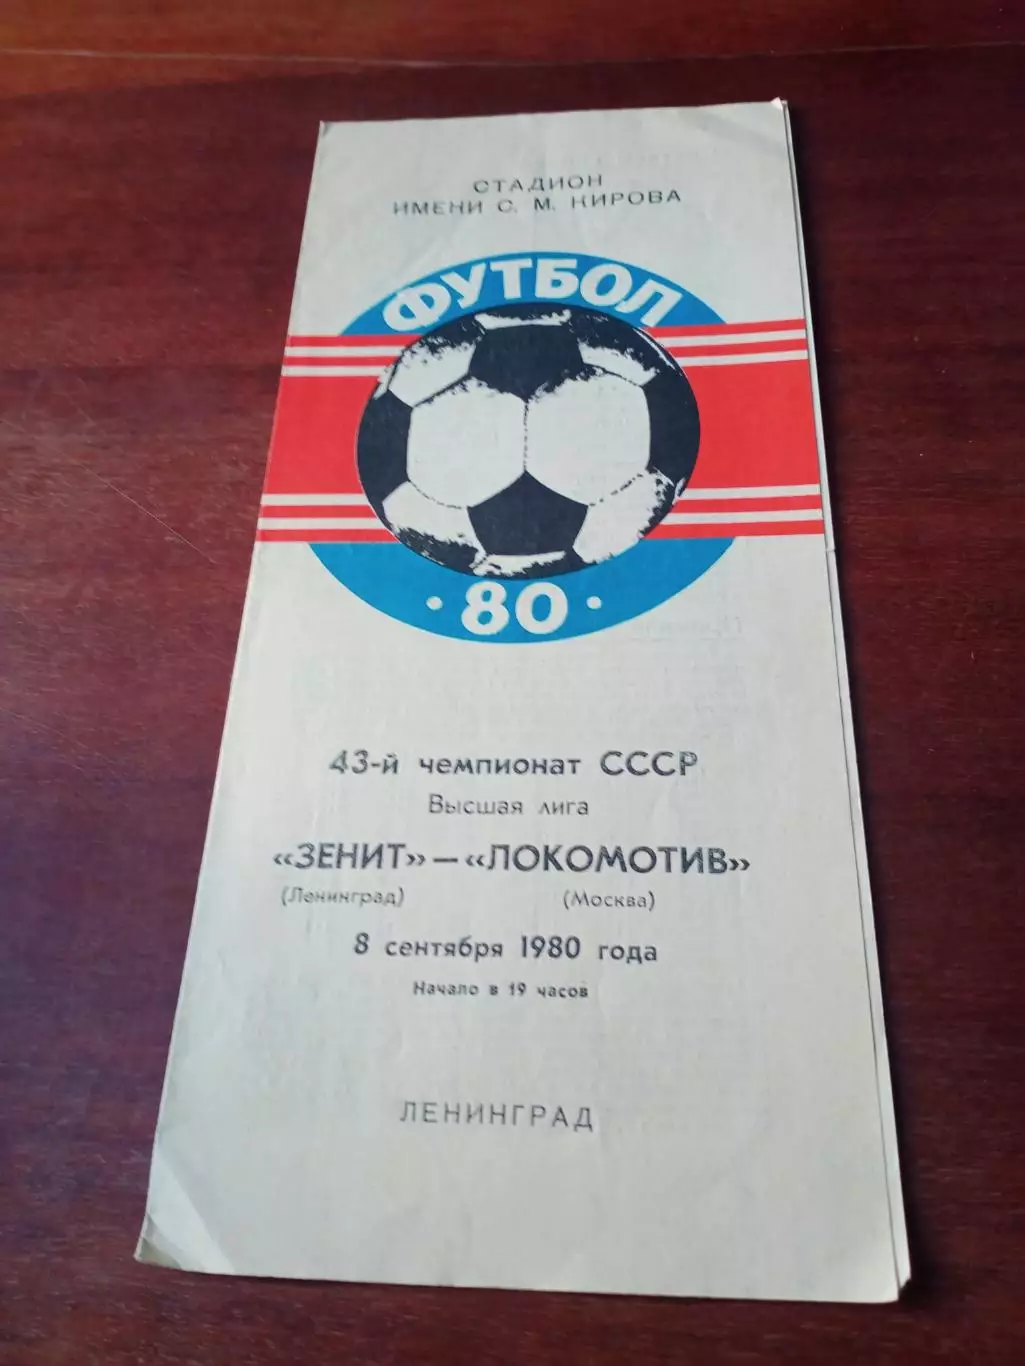 СТАДИОН
ИМЕНИ С. М. КИРОВА
ФУТБОЛ
· 80 ·
43-й чемпионат СССР
Высшая лига
«ЗЕНИТ» — «ЛОКОМОТИВ»
(Ленинград) (Москва)
8 сентября 1980 года
Начало в 19 часов
ЛЕНИНГРАД